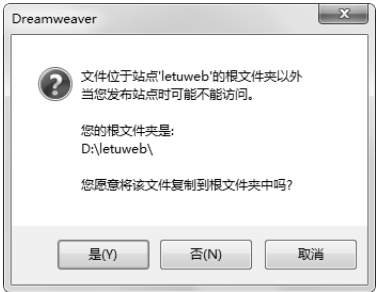 Dreamweaver
文件位于站点'letuweb'的根文件夹以外
当您发布站点时可能不能访问。
您的根文件夹是:
D:\letuweb\
您愿意将该文件复制到根文件夹中吗?
是(Y)
否(N)
取消